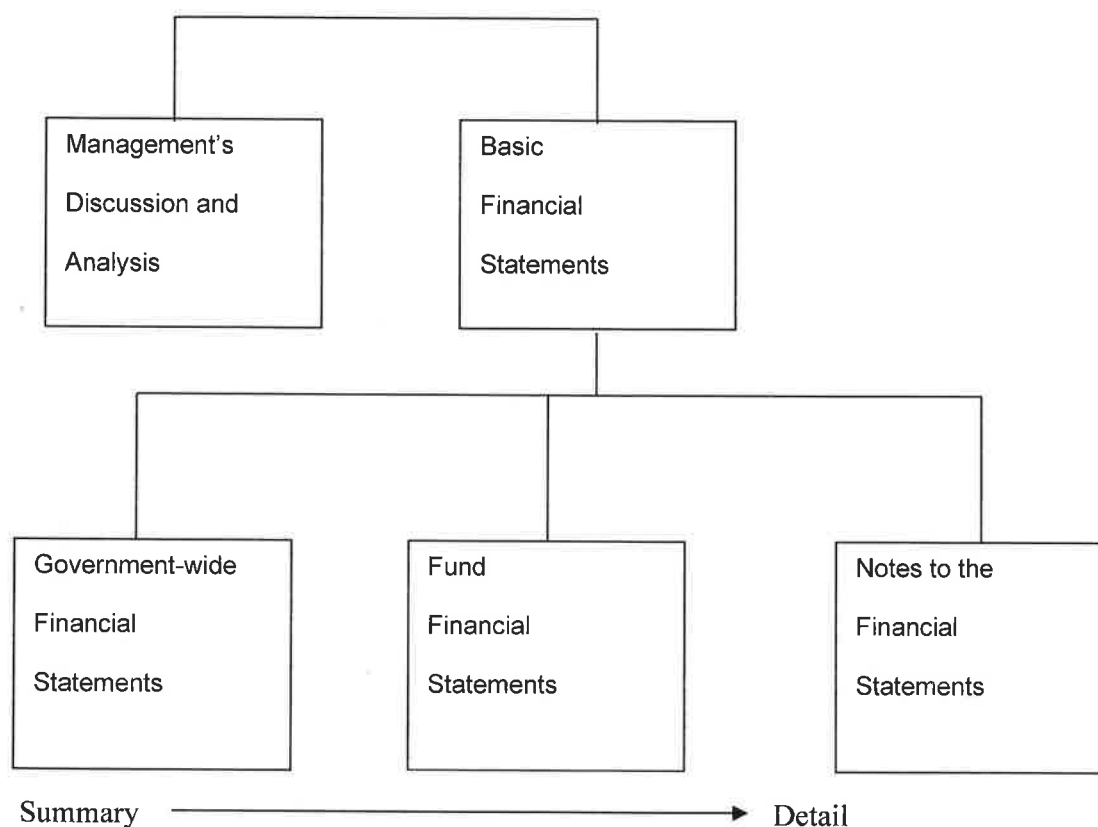 Management's
Discussion and
Analysis
Basic
Financial
Statements
Government-wide
Financial
Statements
Fund
Financial
Statements
Notes to the
Financial
Statements
Summary
Detail